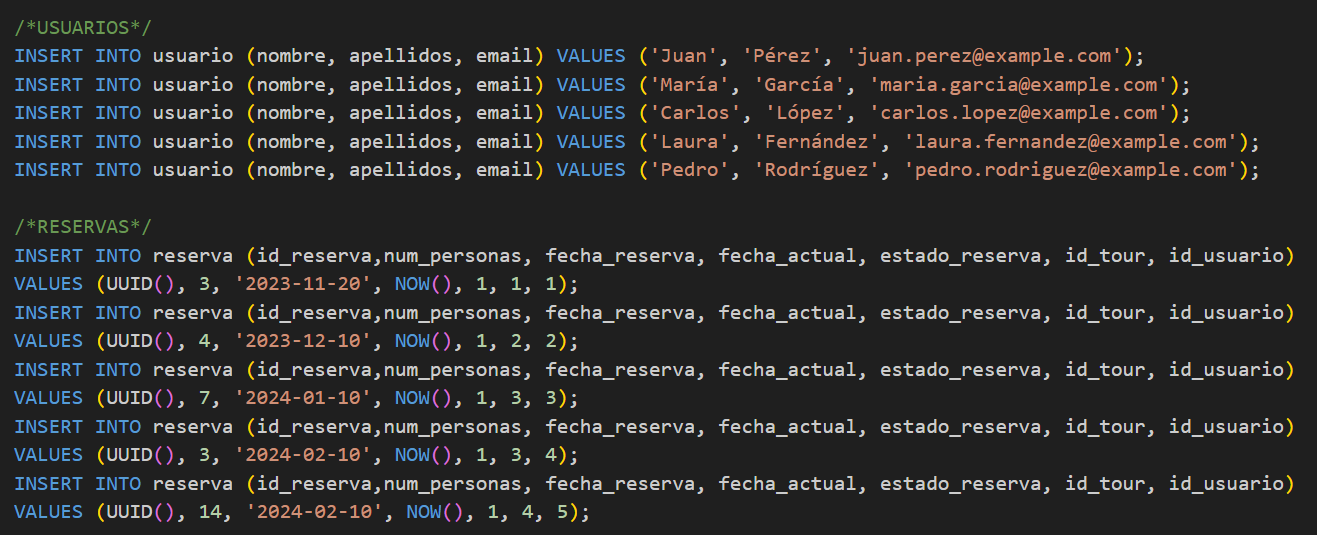 /*USUARIOS*/
INSERT INTO usuario (nombre, apellidos, email) VALUES ('Juan', 'Pérez', 'juan.perez@example.com');
INSERT INTO usuario (nombre, apellidos, email) VALUES ('María', 'García', 'maria.garcia@example.com');
INSERT INTO usuario (nombre, apellidos, email) VALUES ('Carlos', 'López', 'carlos.lopez@example.com');
INSERT INTO usuario (nombre, apellidos, email) VALUES ('Laura', 'Fernández', 'laura.fernandez@example.com');
INSERT INTO usuario (nombre, apellidos, email) VALUES ('Pedro', 'Rodríguez', 'pedro.rodriguez@example.com');
/*RESERVAS*/
INSERT INTO reserva (id_reserva,num_personas, fecha_reserva, fecha_actual, estado_reserva, id_tour, id_usuario)
VALUES (UUID(), 3, '2023-11-20', NOW(), 1, 1, 1);
INSERT INTO reserva (id_reserva,num_personas, fecha_reserva, fecha_actual, estado_reserva, id_tour, id_usuario)
VALUES (UUID(), 4, '2023-12-10', NOW(), 1, 2, 2);
INSERT INTO reserva (id_reserva,num_personas, fecha_reserva, fecha_actual, estado_reserva, id_tour, id_usuario)
VALUES (UUID(), 7, '2024-01-10', NOW(), 1, 3, 3);
INSERT INTO reserva (id_reserva,num_personas, fecha_reserva, fecha_actual, estado_reserva, id_tour, id_usuario)
VALUES (UUID(), 3, '2024-02-10', NOW(), 1, 3, 4);
INSERT INTO reserva (id_reserva,num_personas, fecha_reserva, fecha_actual, estado_reserva, id_tour, id_usuario)
VALUES (UUID(), 14, '2024-02-10', NOW(), 1, 4, 5);